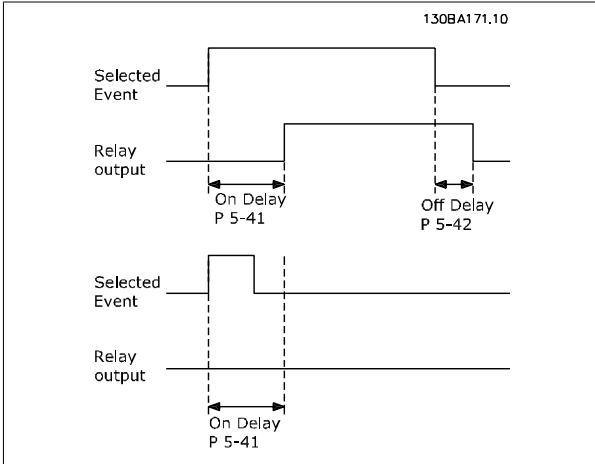 130BA171.10
Selected
Event
Relay
output
On Delay
P 5-41
Off Delay
P 5-42
Selected
Event
Relay
output
On Delay
P 5-41